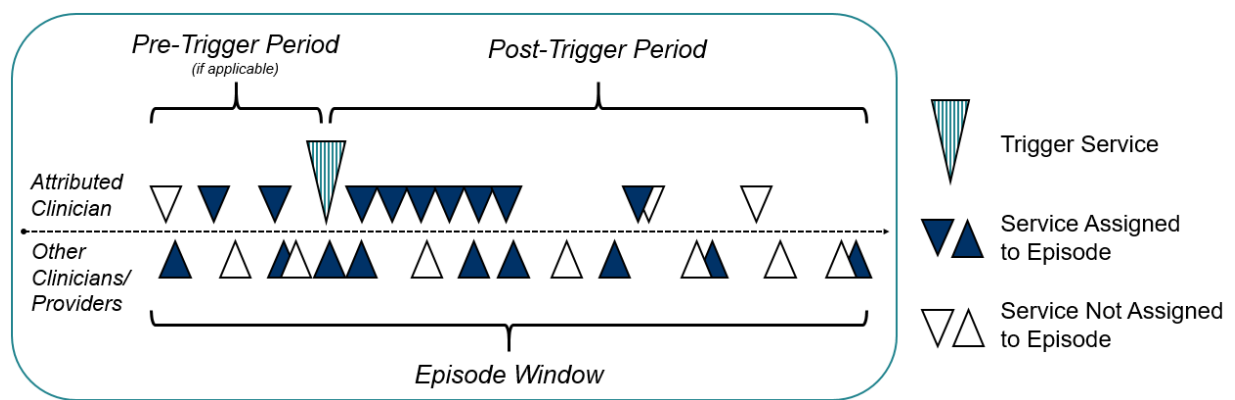 Pre-Trigger Period
(if applicable)
Post-Trigger Period
Attributed
Clinician
Other
Clinicians/
Providers
Episode Window
Trigger Service
Service Assigned
to Episode
Service Not Assigned
to Episode